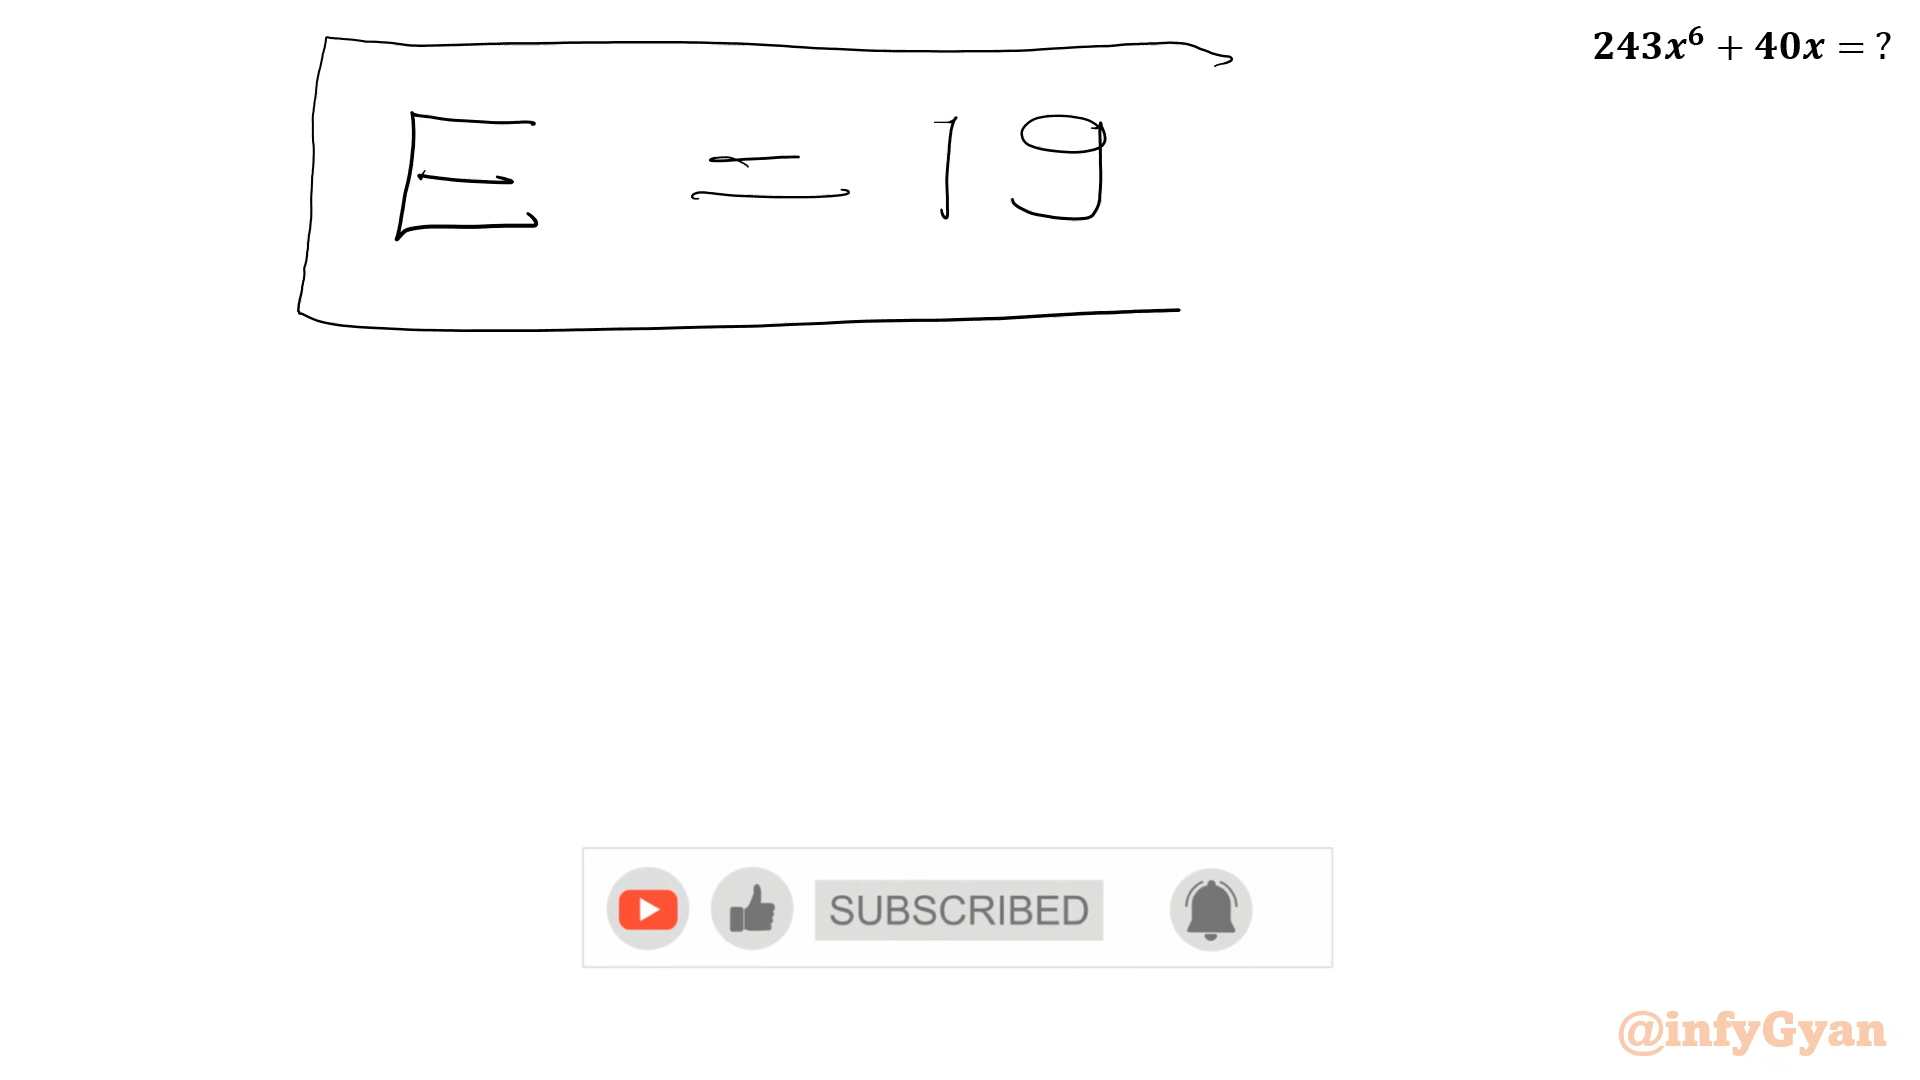 243x⁶ + 40x = ?
E = 19
SUBSCRIBED
@infyGyan